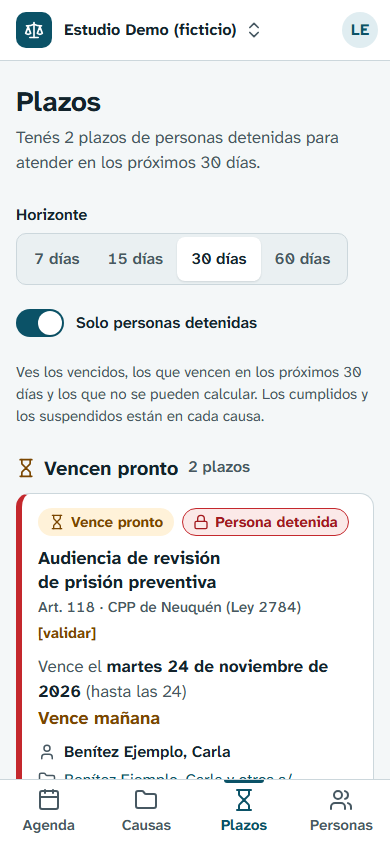 Estudio Demo (ficticio)
LE
Plazos
Tenés 2 plazos de personas detenidas para
atender en los próximos 30 días.
Horizonte
7 días 15 días 30 días 60 días
Solo personas detenidas
Ves los vencidos, los que vencen en los próximos 30
días y los que no se pueden calcular. Los cumplidos y
los suspendidos están en cada causa.
Vencen pronto 2 plazos
Vence pronto Persona detenida
Audiencia de revisión
de prisión preventiva
Art. 118 · CPP de Neuquén (Ley 2784)
[validar]
Vence el martes 24 de noviembre de
2026 (hasta las 24)
Vence mañana
Benítez Ejemplo, Carla
Benítez Ejemplo, Carla y otros s/
Agenda Causas Plazos Personas